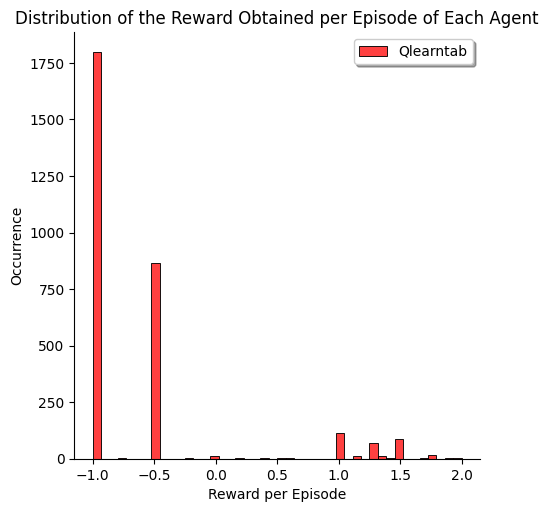 Distribution of the Reward Obtained per Episode of Each Agent
Qlearntab
1750
1500
1250
1000
750
500
250
0
Occurrence
−1.0 −0.5 0.0 0.5 1.0 1.5 2.0
Reward per Episode